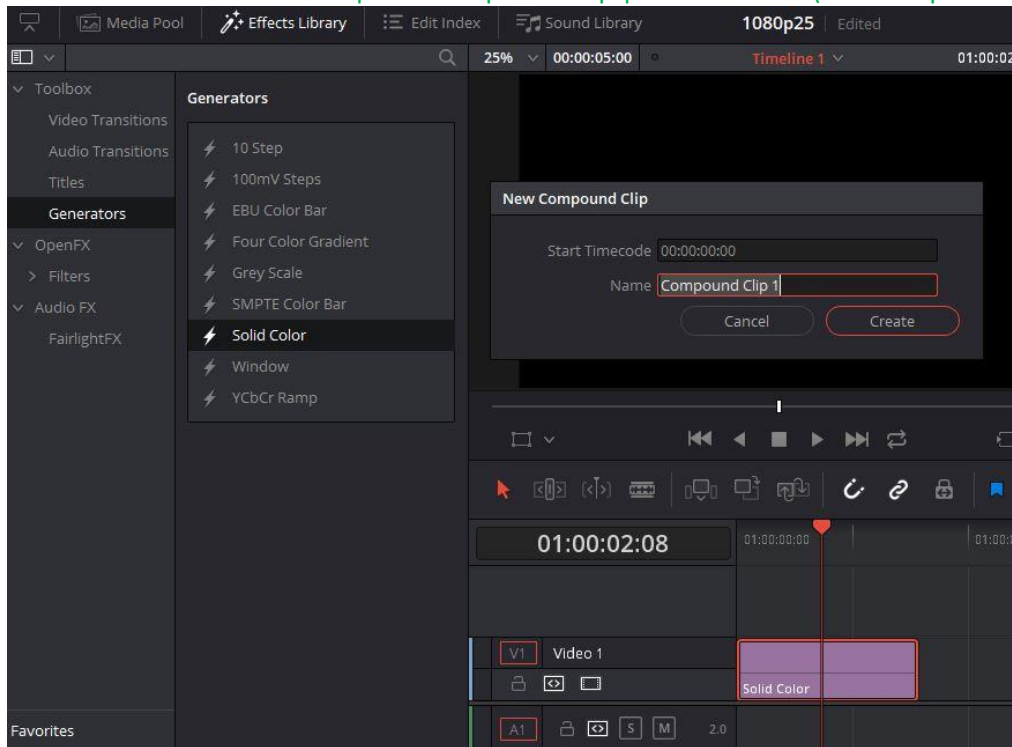 Media Pool Effects Library Edit Index Sound Library 1080p25 Edited
25% 00:00:05:00 Timeline 1
Toolbox
Video Transitions
Audio Transitions
Titles
Generators
OpenFX
Filters
Audio FX
FairlightFX
Favorites
Generators
10 Step
100mV Steps
EBU Color Bar
Four Color Gradient
Grey Scale
SMPTE Color Bar
Solid Color
Window
YCbCr Ramp
New Compound Clip
Start Timecode 00:00:00:00
Name Compound Clip 1
Cancel Create
01:00:02:08 01:00:00:00
V1 Video 1
Solid Color
A1 S M 2.0